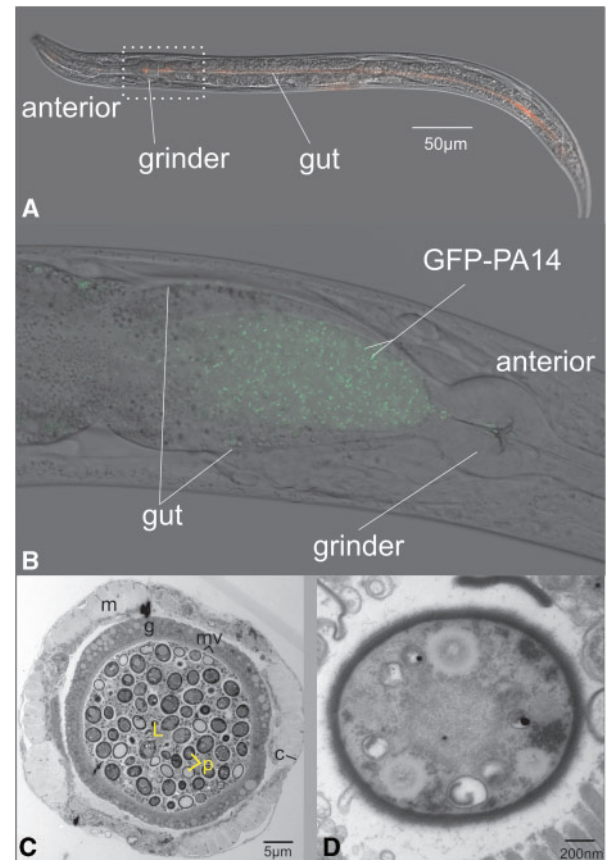 anterior
grinder
gut
50µm
A
GFP-PA14
anterior
gut
grinder
B
m
g
mv
L
p
c
C
5µm
D
200nm